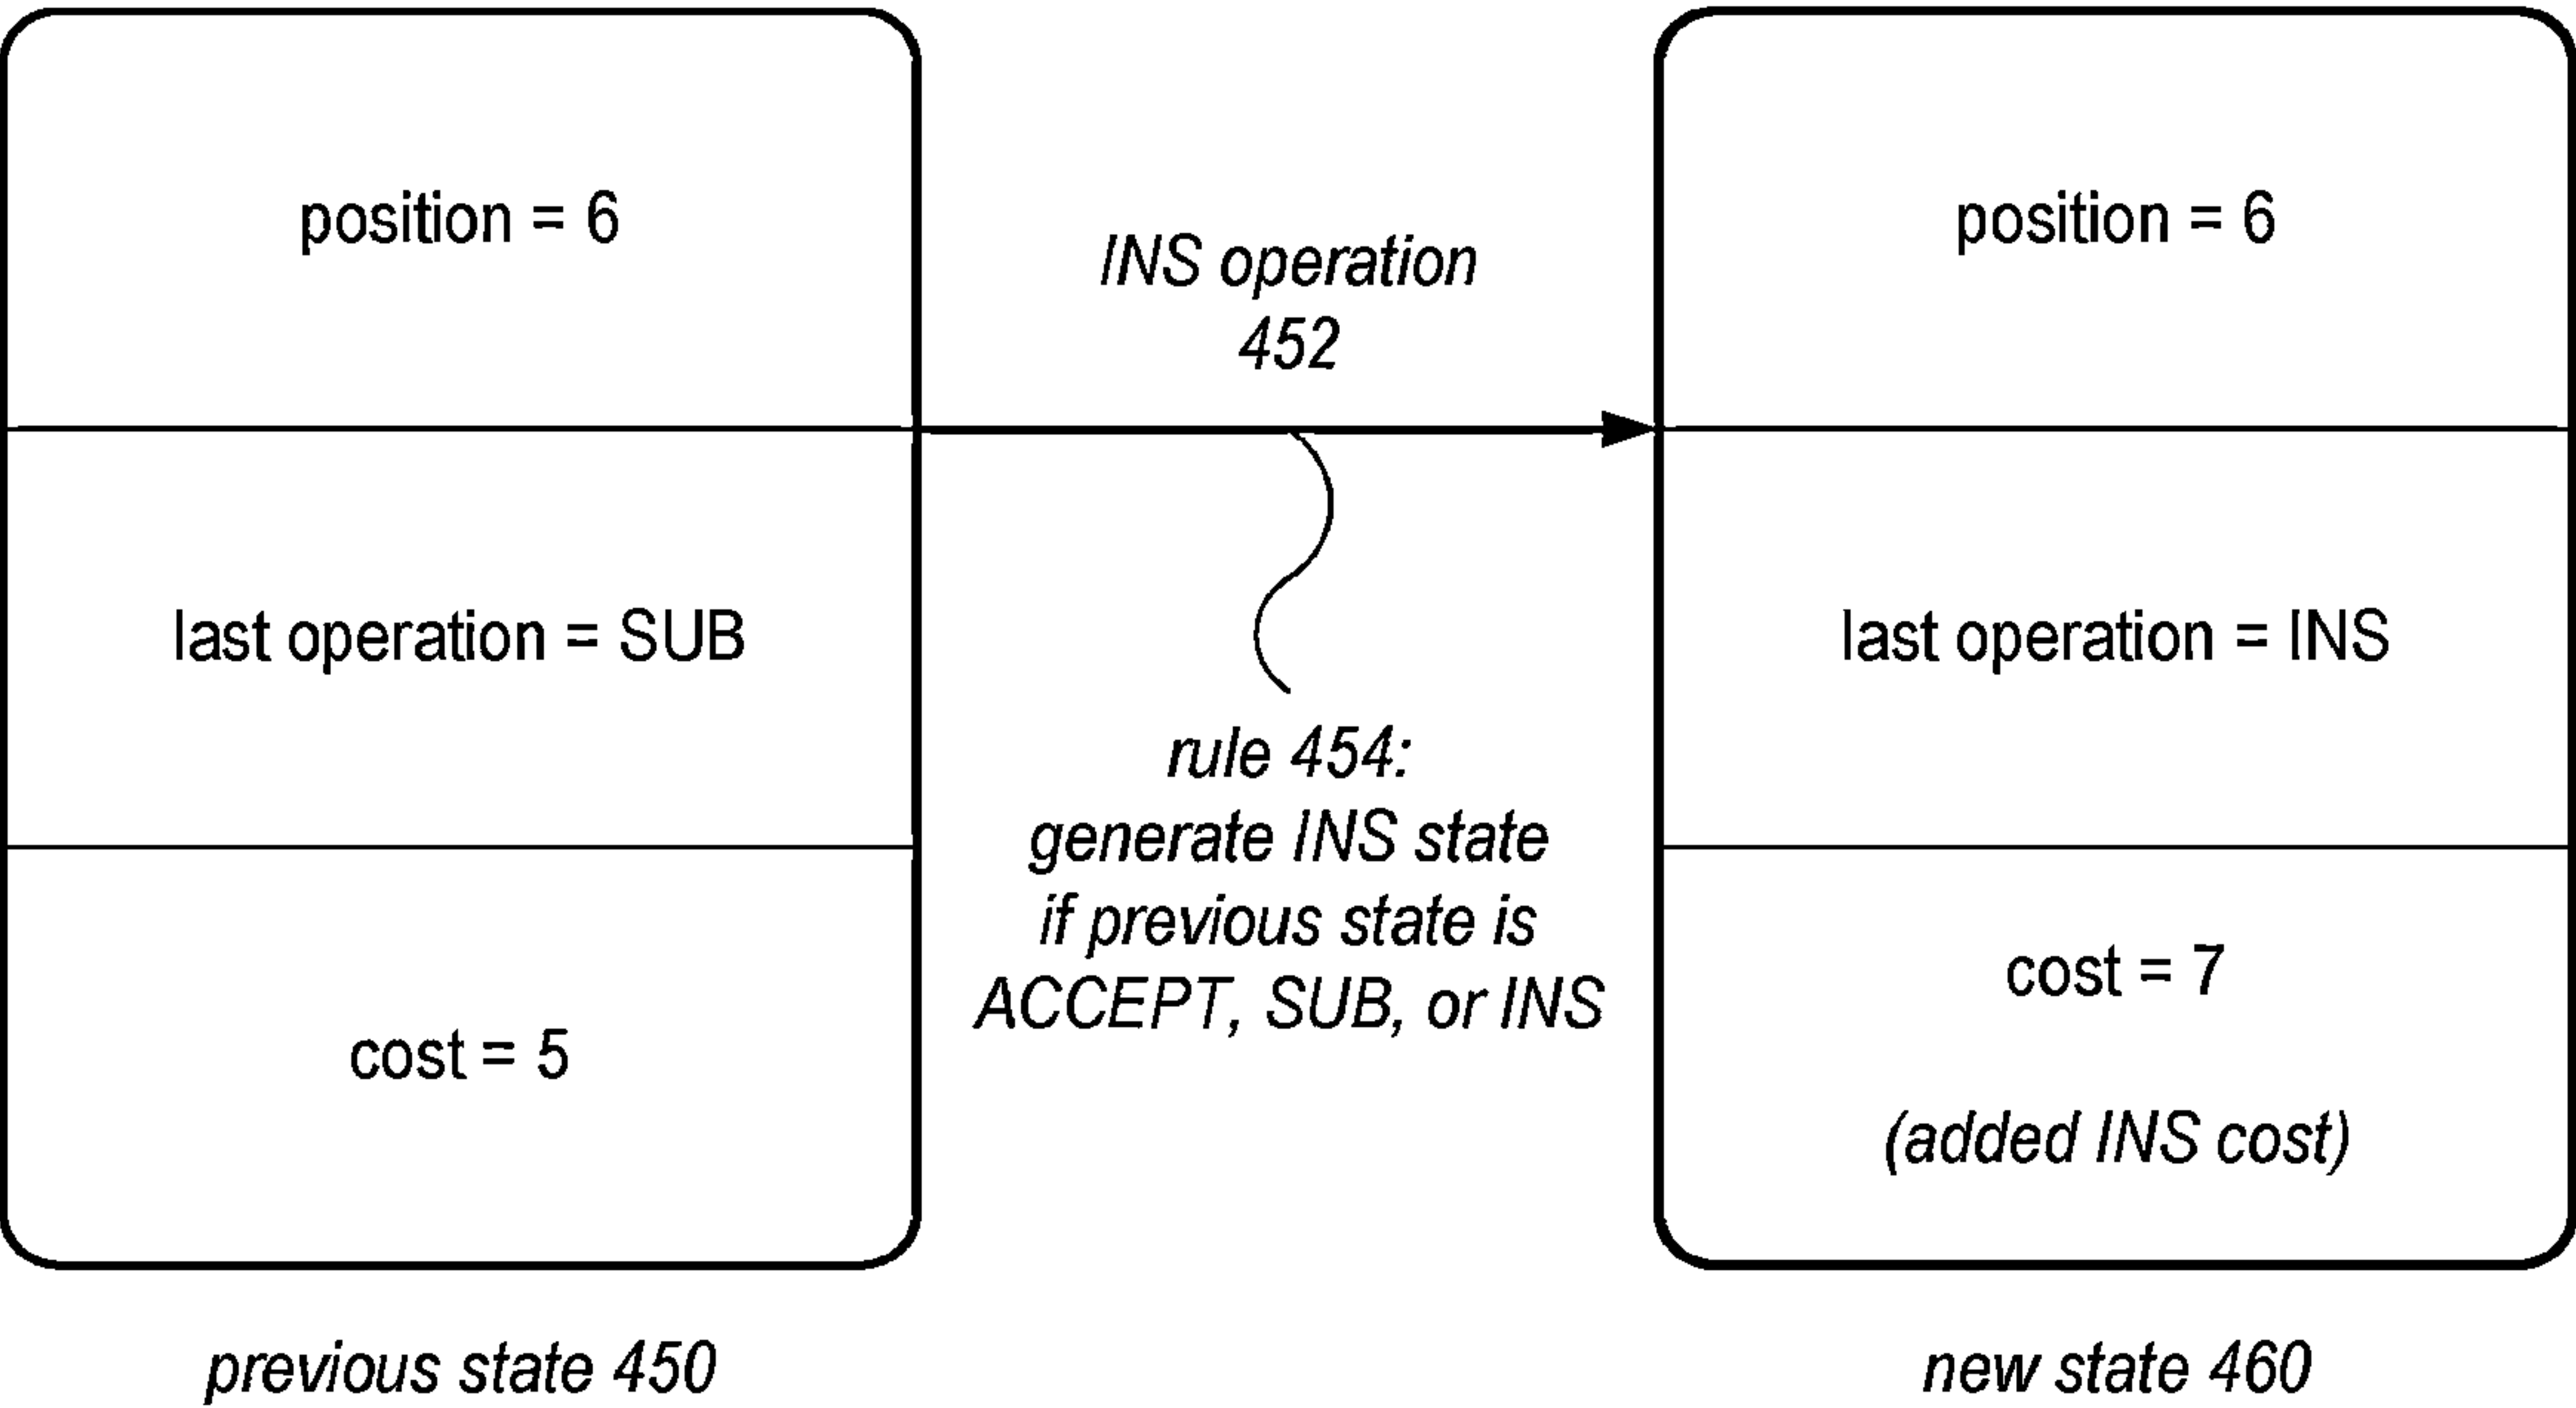 position = 6
last operation = SUB
cost = 5
previous state 450
INS operation
452
rule 454:
generate INS state
if previous state is
ACCEPT, SUB, or INS
position = 6
last operation = INS
cost = 7
(added INS cost)
new state 460